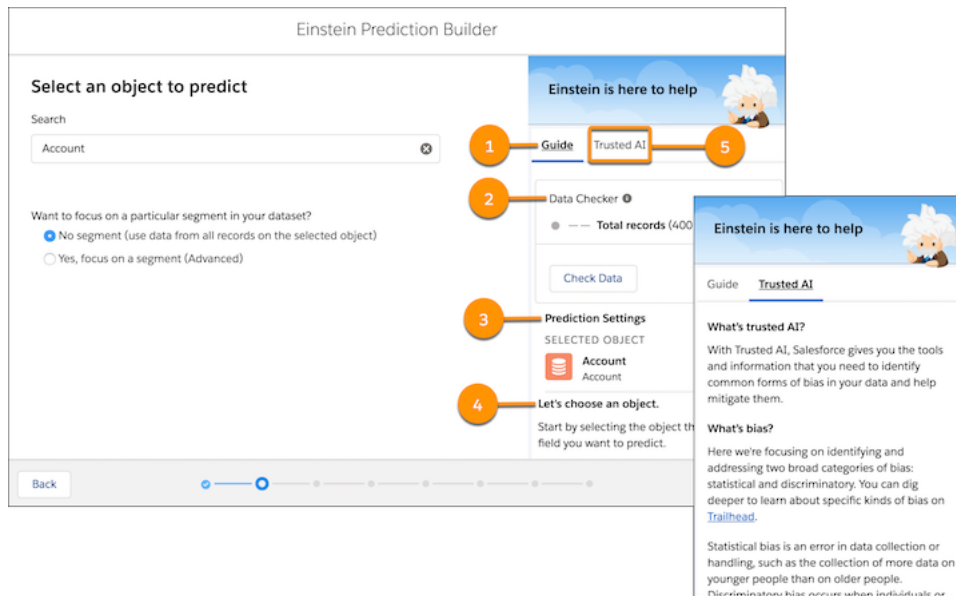 Einstein Prediction Builder
Select an object to predict
Search
Account
Want to focus on a particular segment in your dataset?
No segment (use data from all records on the selected object)
Yes, focus on a segment (Advanced)
Back
Einstein is here to help
1
Guide
Trusted AI
5
2
Data Checker
Total records (400
Check Data
3
Prediction Settings
SELECTED OBJECT
Account
Account
4
Let's choose an object.
Start by selecting the object th
field you want to predict.
Einstein is here to help
Guide
Trusted AI
What's trusted AI?
With Trusted AI, Salesforce gives you the tools
and information that you need to identify
common forms of bias in your data and help
mitigate them.
What's bias?
Here we're focusing on identifying and
addressing two broad categories of bias:
statistical and discriminatory. You can dig
deeper to learn about specific kinds of bias on
Trailhead.
Statistical bias is an error in data collection or
handling, such as the collection of more data on
younger people than on older people.
Discriminatory bias occurs when individuals or